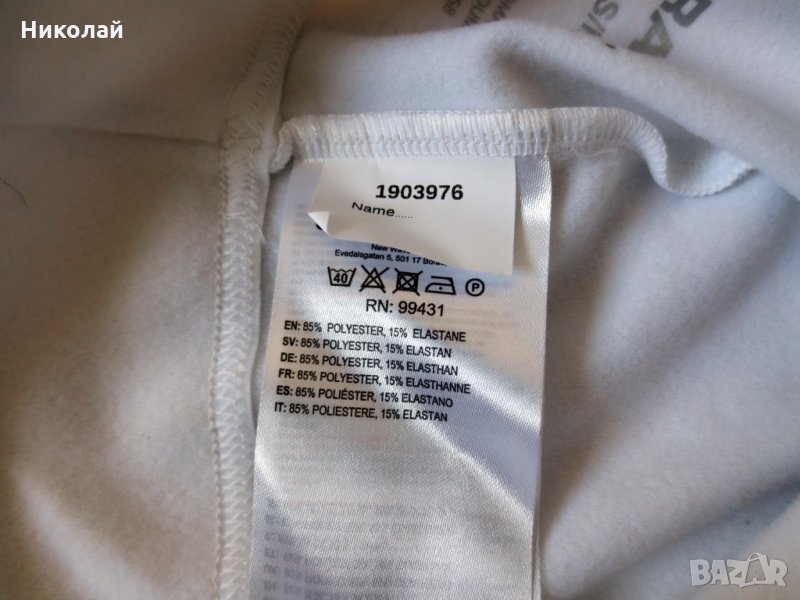 Николай
1903976
Name......
New Wave
Evedalsgatan 5, 501 17
40 P
RN: 99431
EN: 85% POLYESTER, 15% ELASTANE
SV: 85% POLYESTER, 15% ELASTAN
DE: 85% POLYESTER, 15% ELASTHAN
FR: 85% POLYESTER, 15% ELASTHANNE
ES: 85% POLIÉSTER, 15% ELASTANO
IT: 85% POLIESTERE, 15% ELASTAN
BAZAR